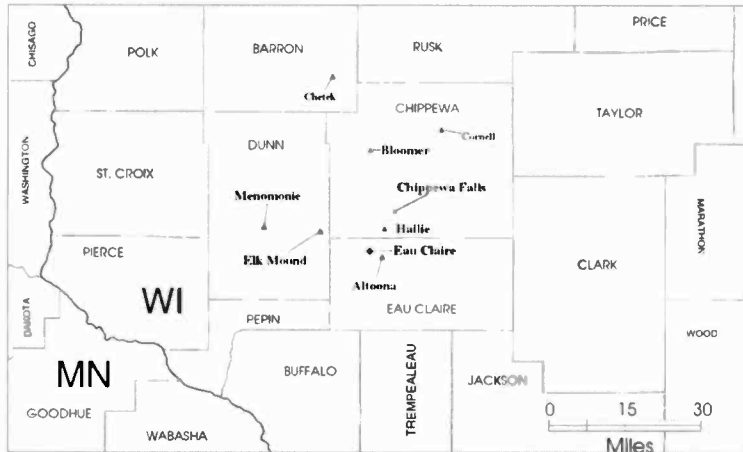 CHISAGO
POLK
BARRON
RUSK
PRICE
Chetek
CHIPPEWA
TAYLOR
Cornell
WASHINGTON
ST. CROIX
DUNN
Bloomer
Menomonie
Chippewa Falls
MARATHON
Hallie
PIERCE
Elk Mound
Eau Claire
CLARK
Altoona
DAKOTA
WI
PEPIN
EAU CLAIRE
WOOD
MN
BUFFALO
TREMPEALEAU
JACKSON
GOODHUE
WABASHA
0 15 30
Miles